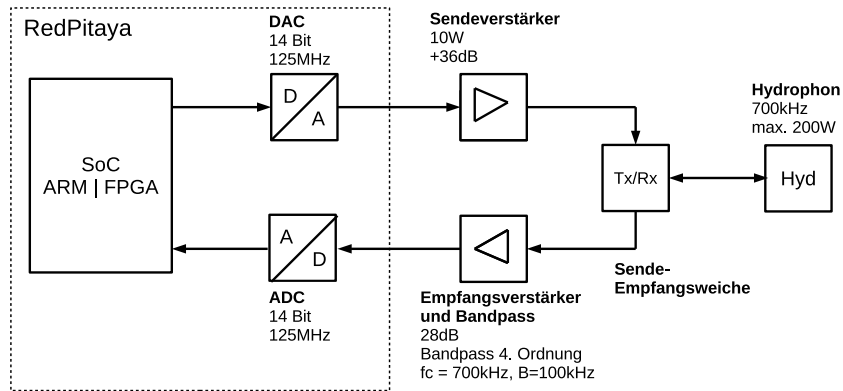 RedPitaya
DAC
14 Bit
125MHz
D
A
Sendeverstärker
10W
+36dB
Hydrophon
700kHz
max. 200W
SoC
ARM | FPGA
Tx/Rx
Hyd
A
D
ADC
14 Bit
125MHz
Empfangsverstärker
und Bandpass
28dB
Bandpass 4. Ordnung
fc = 700kHz, B=100kHz
Sende-
Empfangsweiche